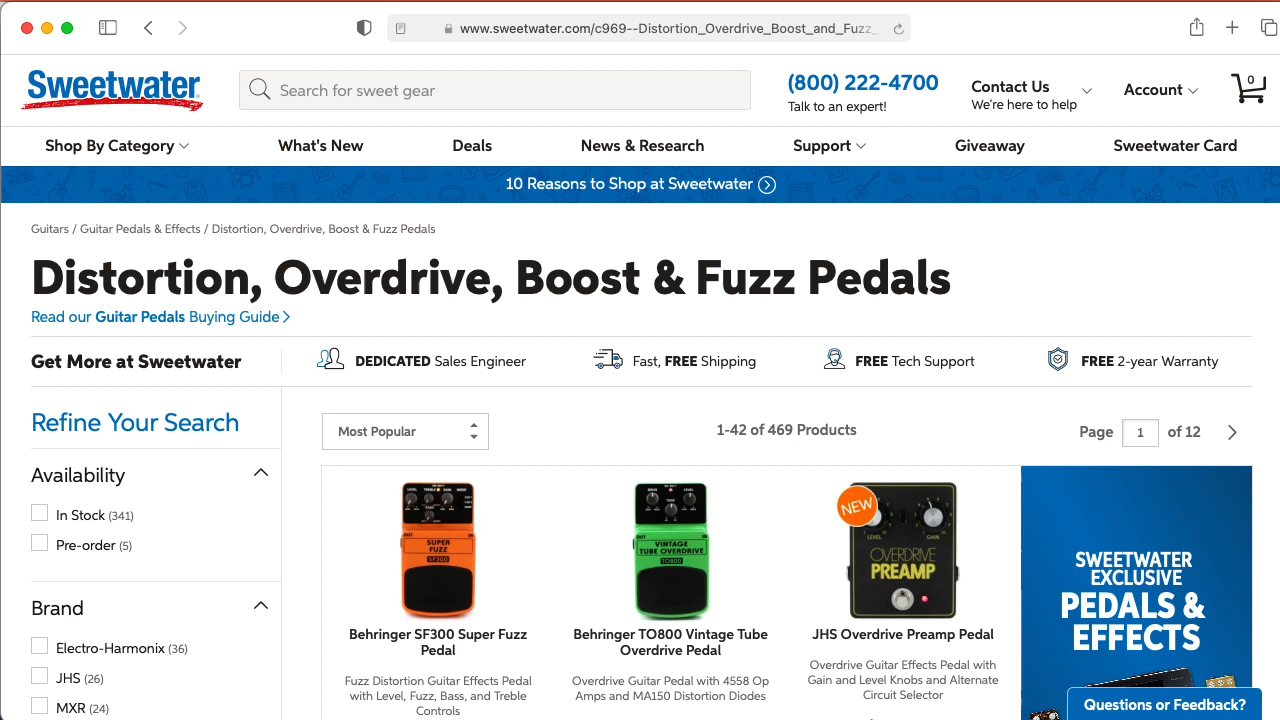 www.sweetwater.com/c969--Distortion_Overdrive_Boost_and_Fuzz_
Sweetwater
Search for sweet gear
(800) 222-4700
Talk to an expert!
Contact Us
We're here to help
Account
0
Shop By Category
What's New
Deals
News & Research
Support
Giveaway
Sweetwater Card
10 Reasons to Shop at Sweetwater
Guitars / Guitar Pedals & Effects / Distortion, Overdrive, Boost & Fuzz Pedals
Distortion, Overdrive, Boost & Fuzz Pedals
Read our Guitar Pedals Buying Guide
Get More at Sweetwater
DEDICATED Sales Engineer
Fast, FREE Shipping
FREE Tech Support
FREE 2-year Warranty
Refine Your Search
Availability
In Stock (341)
Pre-order (5)
Brand
Electro-Harmonix (36)
JHS (26)
MXR (24)
Most Popular
1-42 of 469 Products
Page 1 of 12
SUPER
FUZZ
SF300
Behringer SF300 Super Fuzz
Pedal
Fuzz Distortion Guitar Effects Pedal
with Level, Fuzz, Bass, and Treble
Controls
VINTAGE
TUBE OVERDRIVE
TO800
Behringer TO800 Vintage Tube
Overdrive Pedal
Overdrive Guitar Pedal with 4558 Op
Amps and MA150 Distortion Diodes
NEW
LEVEL
GAIN
OVERDRIVE
PREAMP
JHS Overdrive Preamp Pedal
Overdrive Guitar Effects Pedal with
Gain and Level Knobs and Alternate
Circuit Selector
SWEETWATER
EXCLUSIVE
PEDALS &
EFFECTS
Questions or Feedback?